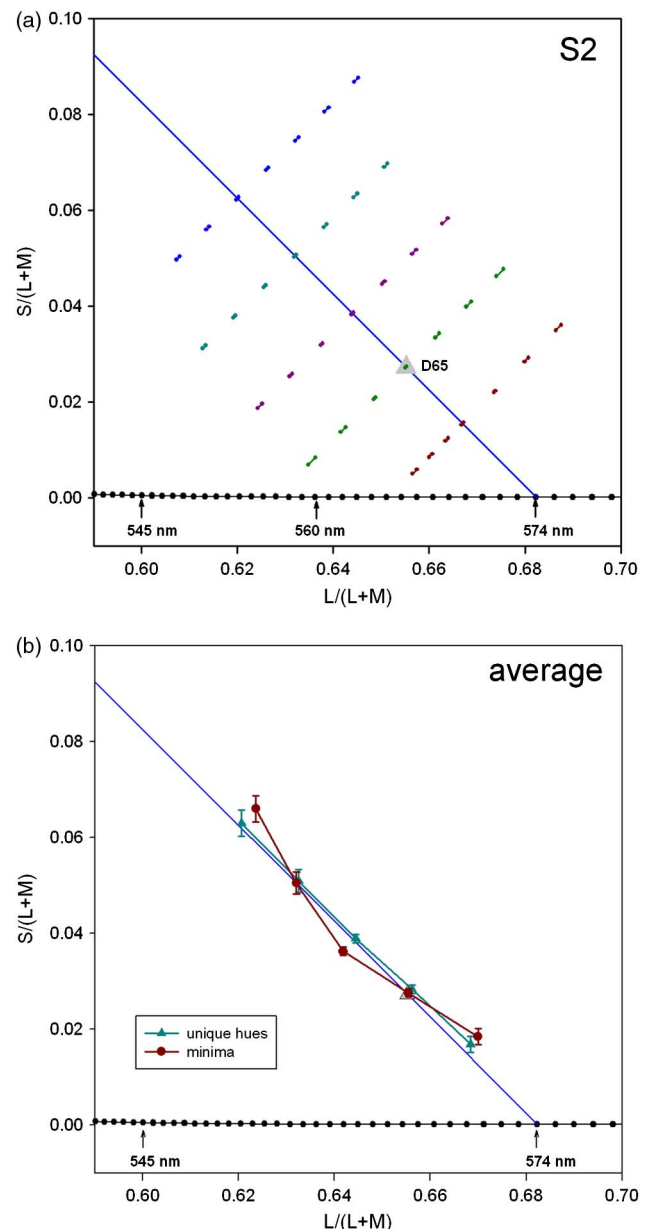 (a)
S2
0.10
0.08
0.06
0.04
0.02
0.00
S/(L+M)
D65
545 nm
560 nm
574 nm
0.60
0.62
0.64
0.66
0.68
0.70
L/(L+M)
(b)
average
0.10
0.08
0.06
0.04
0.02
0.00
S/(L+M)
unique hues
minima
545 nm
574 nm
0.60
0.62
0.64
0.66
0.68
0.70
L/(L+M)